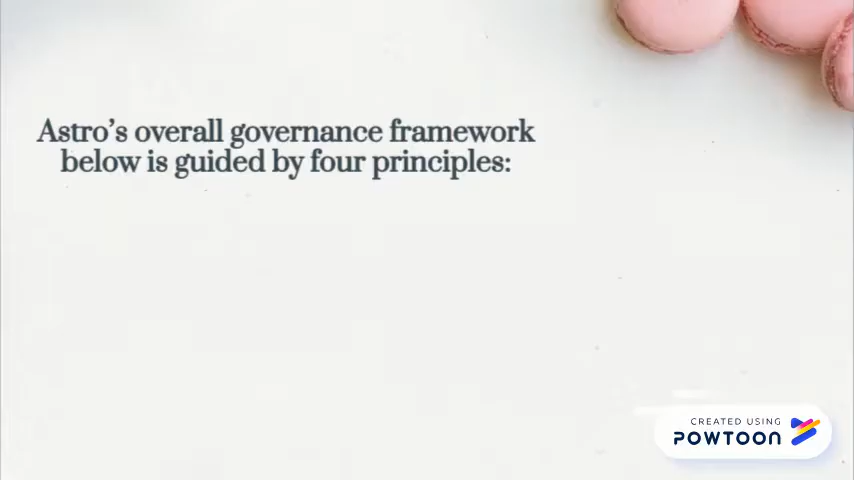 Astro’s overall governance framework
below is guided by four principles:
CREATED USING
POWTOON